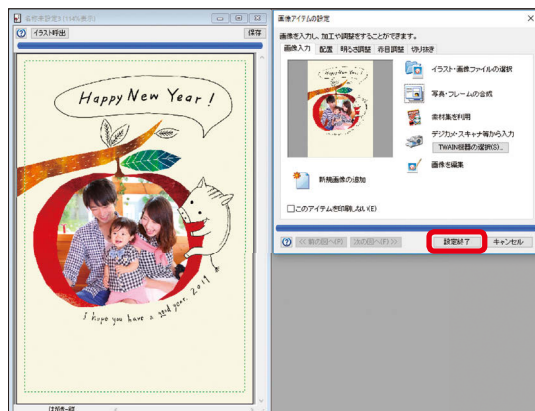 名称未設定1 (104%表示)
イラスト呼出
保存
Happy New Year!
I hope you have a good year. 2019
はがき-縦
画像アイテムの設定
画像を入力し、加工や調整をすることができます。
画像入力 配置 明るさ調整 赤目調整 切り抜き
イラスト・画像ファイルの選択
写真・フレームの合成
素材集を利用
デジカメ・スキャナ等から入力
TWAIN機器の選択(S)...
画像を編集
新規画像の追加
このアイテムを印刷しない(E)
<< 前の面へ(P) 次の面へ(F) >> 設定終了 キャンセル